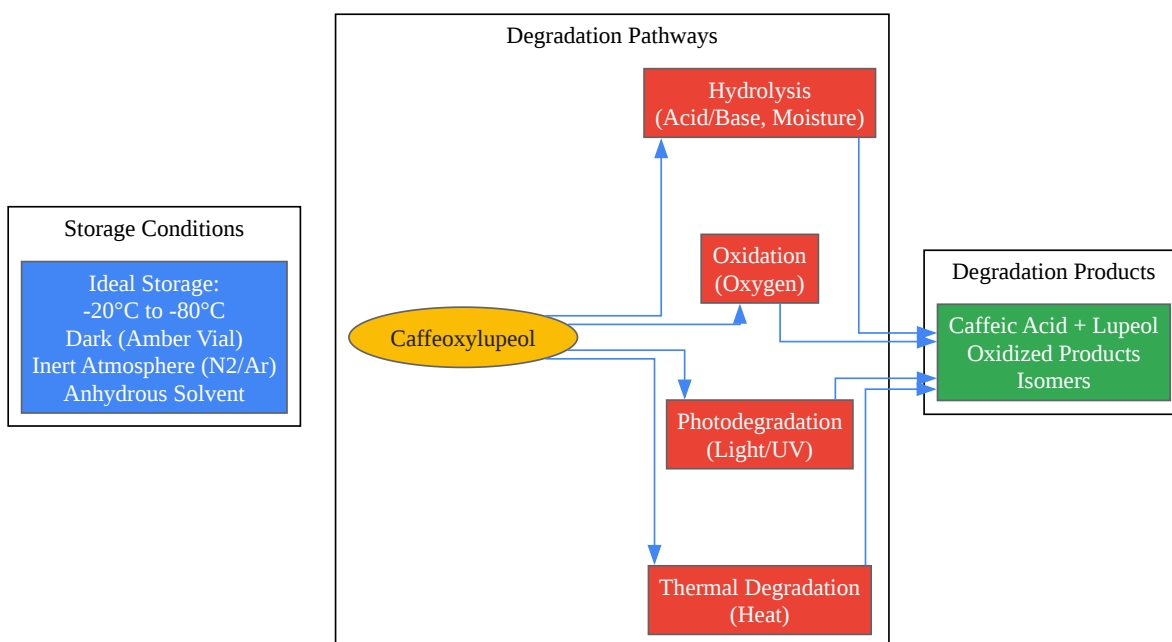 Storage Conditions
Ideal Storage:
-20°C to -80°C
Dark (Amber Vial)
Inert Atmosphere (N2/Ar)
Anhydrous Solvent
Degradation Pathways
Caffeoxylupeol
Hydrolysis
(Acid/Base, Moisture)
Oxidation
(Oxygen)
Photodegradation
(Light/UV)
Thermal Degradation
(Heat)
Degradation Products
Caffeic Acid + Lupeol
Oxidized Products
Isomers